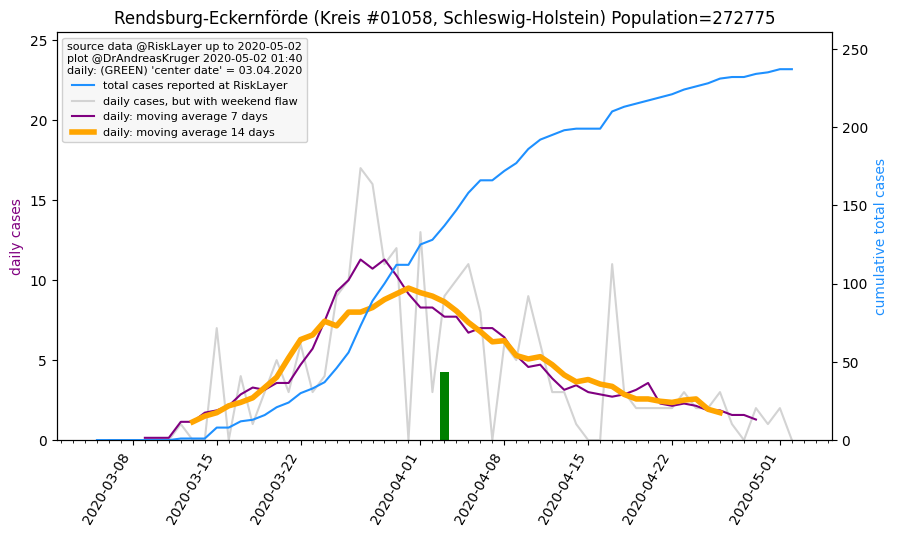 Rendsburg-Eckernförde (Kreis #01058, Schleswig-Holstein) Population=272775
source data @RiskLayer up to 2020-05-02
plot @DrAndreasKruger 2020-05-02 01:40
daily: (GREEN) 'center date' = 03.04.2020
total cases reported at RiskLayer
daily cases, but with weekend flaw
daily: moving average 7 days
daily: moving average 14 days
daily cases
25
20
15
10
5
0
cumulative total cases
250
200
150
100
50
0
2020-03-08
2020-03-15
2020-03-22
2020-04-01
2020-04-08
2020-04-15
2020-04-22
2020-05-01